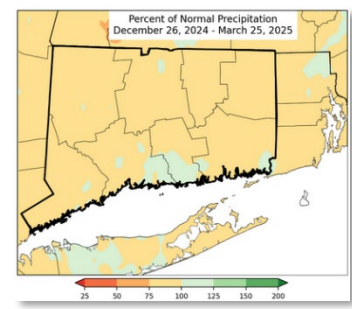 Percent of Normal Precipitation
December 26, 2024 - March 25, 2025
25 50 75 100 125 150 200